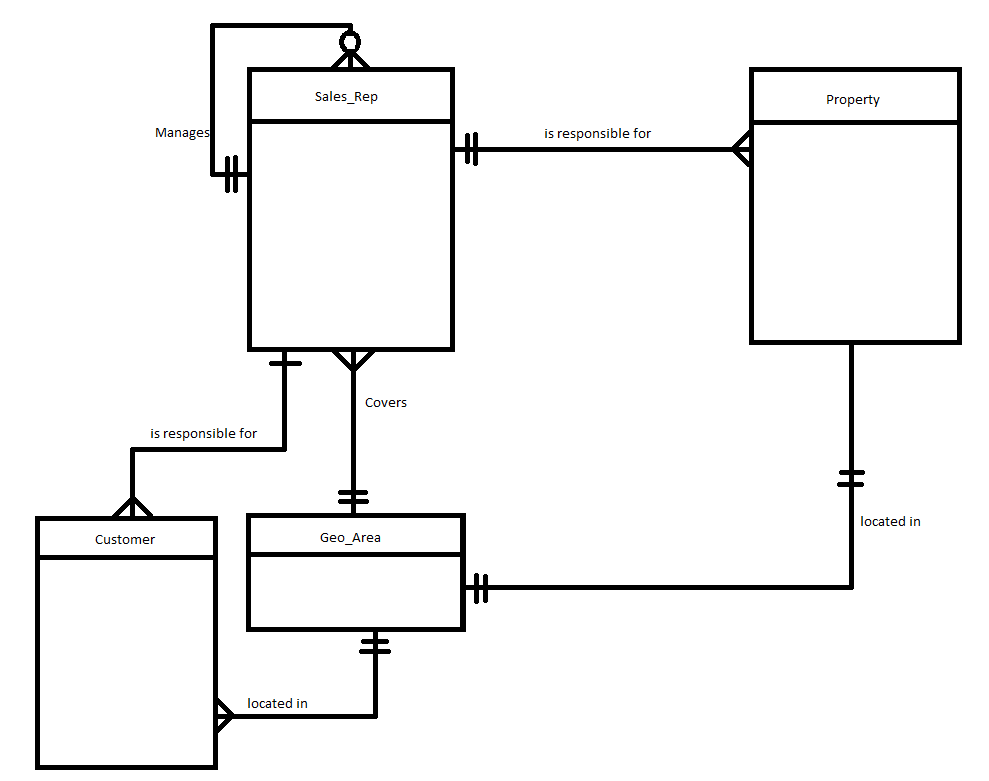 Sales_Rep
Property
Manages
is responsible for
Covers
is responsible for
located in
Customer
Geo_Area
located in